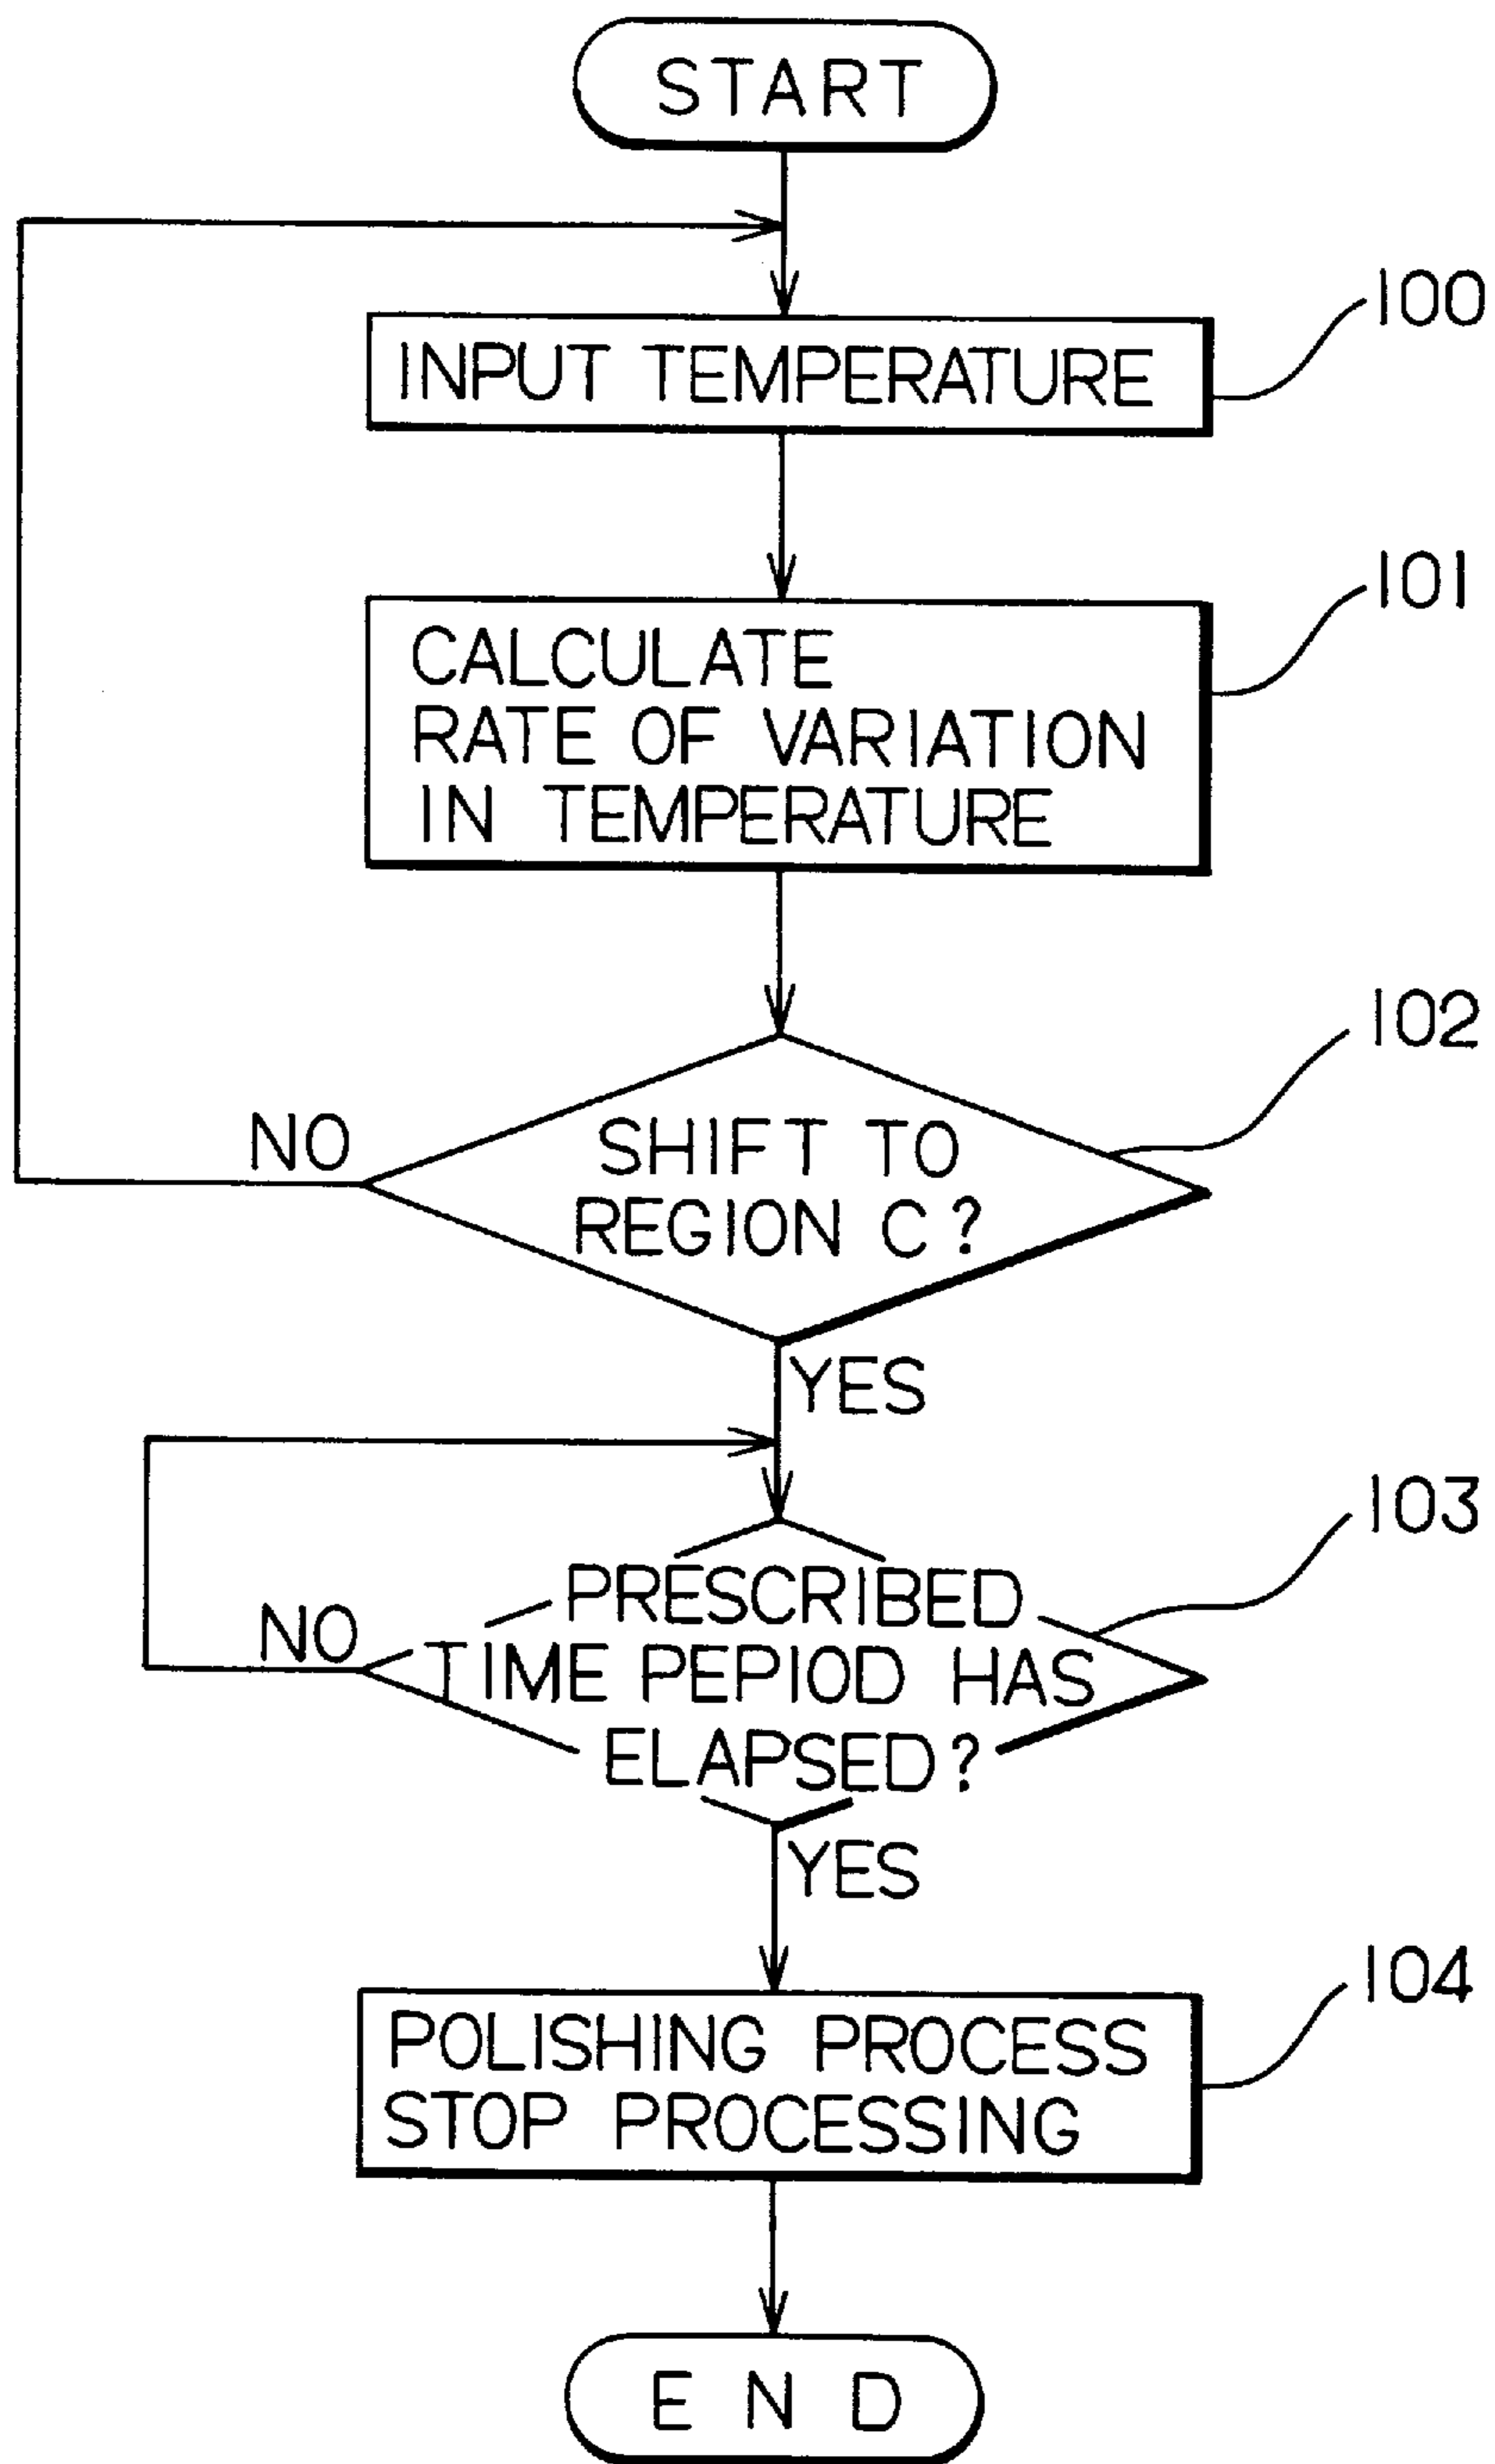 START
INPUT TEMPERATURE
100
CALCULATE
RATE OF VARIATION
IN TEMPERATURE
101
102
NO
SHIFT TO
REGION C?
YES
103
PRESCRIBED
NO
TIME PEPIOD HAS
ELAPSED?
YES
104
POLISHING PROCESS
STOP PROCESSING
END